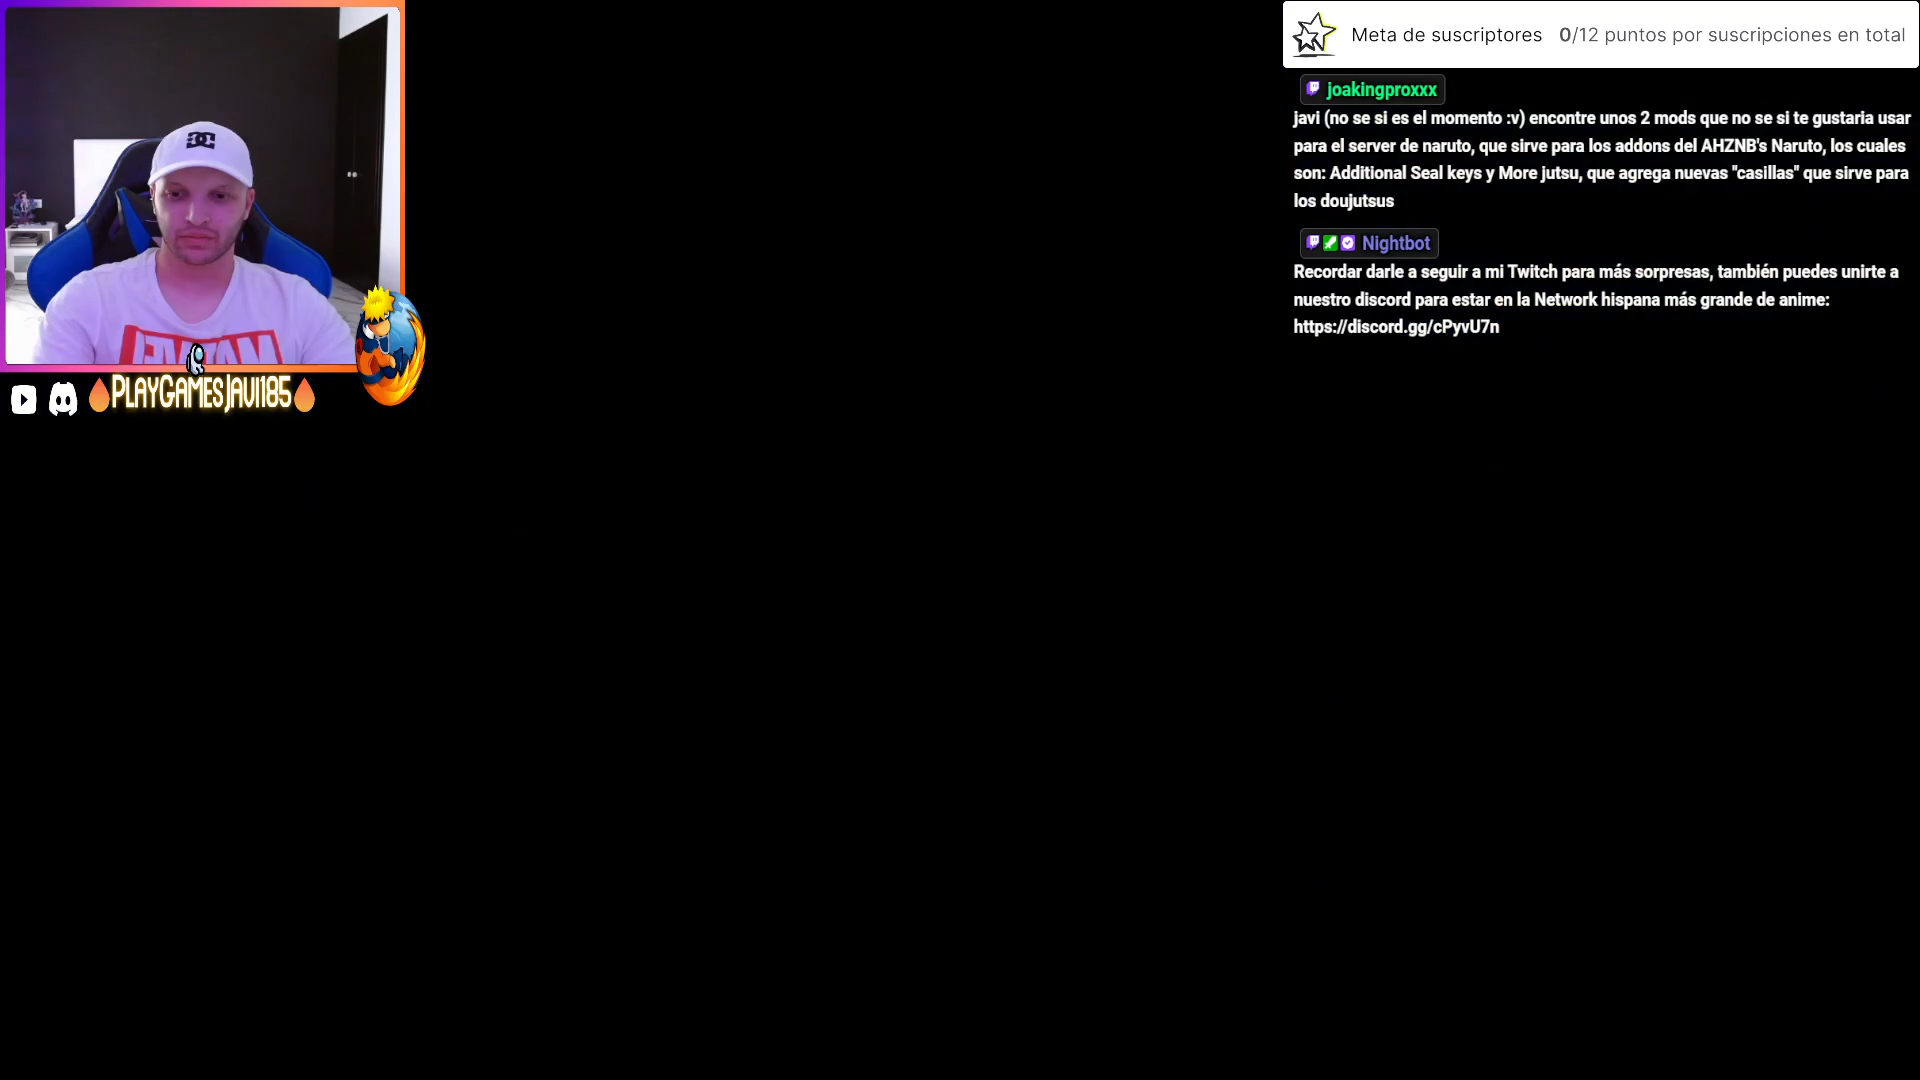 Meta de suscriptores 0/12 puntos por suscripciones en total
joakingproxxx
javi (no se si es el momento :v) encontre unos 2 mods que no se si te gustaria usar
para el server de naruto, que sirve para los addons del AHZNB's Naruto, los cuales
son: Additional Seal keys y More jutsu, que agrega nuevas "casillas" que sirve para
los doujutsus
Nightbot
Recordar darle a seguir a mi Twitch para más sorpresas, también puedes unirte a
nuestro discord para estar en la Network hispana más grande de anime:
https://discord.gg/cPyvU7n
PLAYGAMESJAVI185